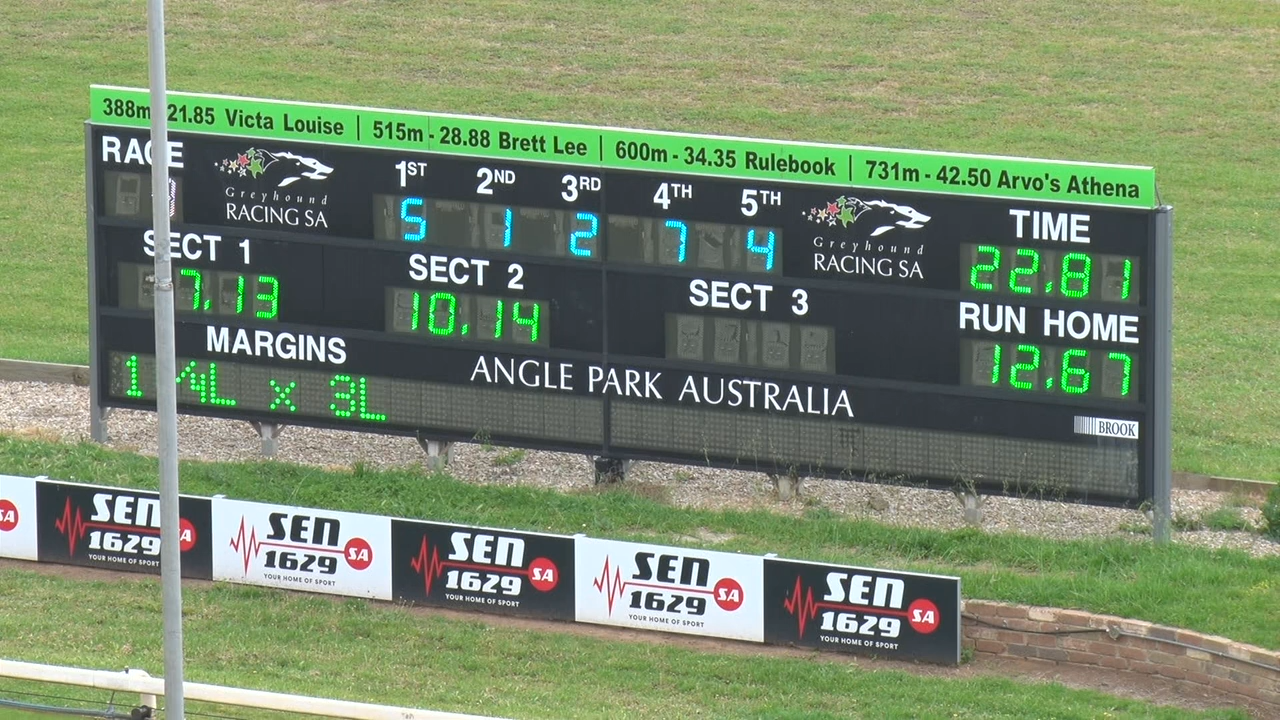 388m 21.85 Victa Louise | 515m - 28.88 Brett Lee | 600m - 34.35 Rulebook | 731m - 42.50 Arvo's Athena
RACE
Greyhound
RACING SA
1ST 2ND 3RD 4TH 5TH
5 1 2 7 4
Greyhound
RACING SA
TIME
22.81
SECT 1
7.13
SECT 2
10.14
SECT 3
RUN HOME
12.67
MARGINS
1 4L x 3L
ANGLE PARK AUSTRALIA
BROOK
SA
SEN
1629 SA
YOUR HOME OF SPORT
SEN
1629 SA
YOUR HOME OF SPORT
SEN
1629 SA
YOUR HOME OF SPORT
SEN
1629 SA
YOUR HOME OF SPORT
SEN
1629 SA
YOUR HOME OF SPORT